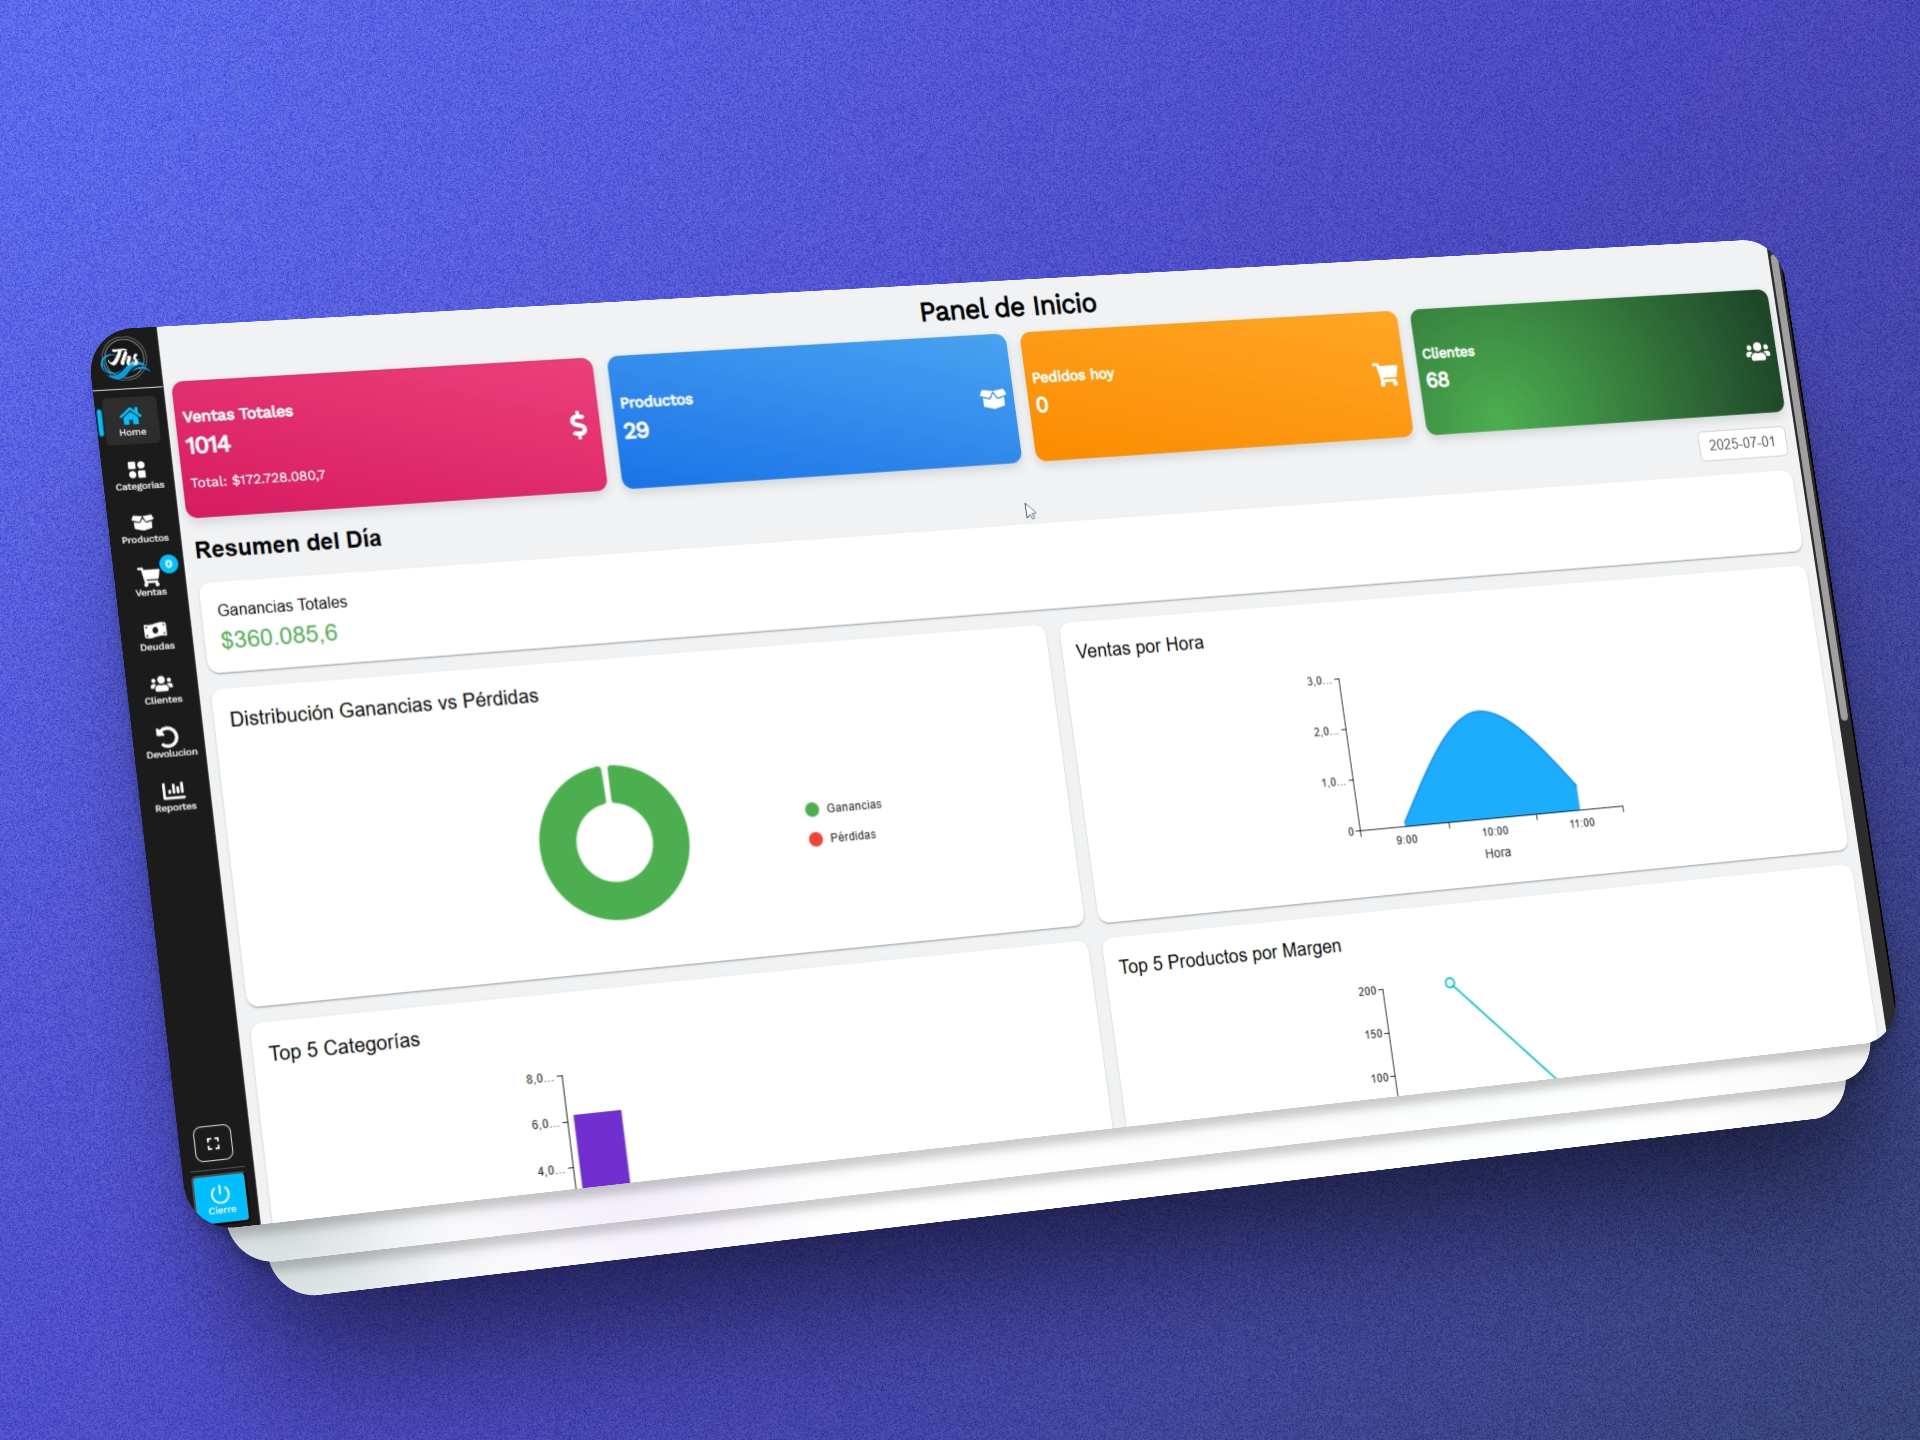 Jhs
Panel de Inicio
Ventas Totales
1014
Total: $172.728.080,7
$
Productos
29
Pedidos hoy
0
Clientes
68
2025-07-01
Home
Categorias
Productos
0
Ventas
Deudas
Clientes
Devolucion
Reportes
Cierre
Resumen del Día
Ganancias Totales
$360.085,6
Distribución Ganancias vs Pérdidas
Ganancias
Pérdidas
Ventas por Hora
3,0...
2,0...
1,0...
0
9:00
10:00
11:00
Hora
Top 5 Categorías
8,0...
6,0...
4,0...
Top 5 Productos por Margen
200
150
100